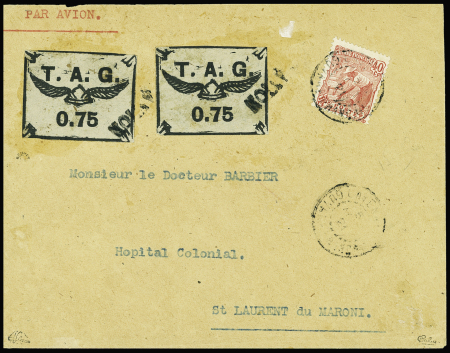 PAR AVION.
T. A. G.
0.75
T. A. G.
0.75
Monsieur le Docteur BARBIER
Hopital Colonial.
St LAURENT du MARONI.